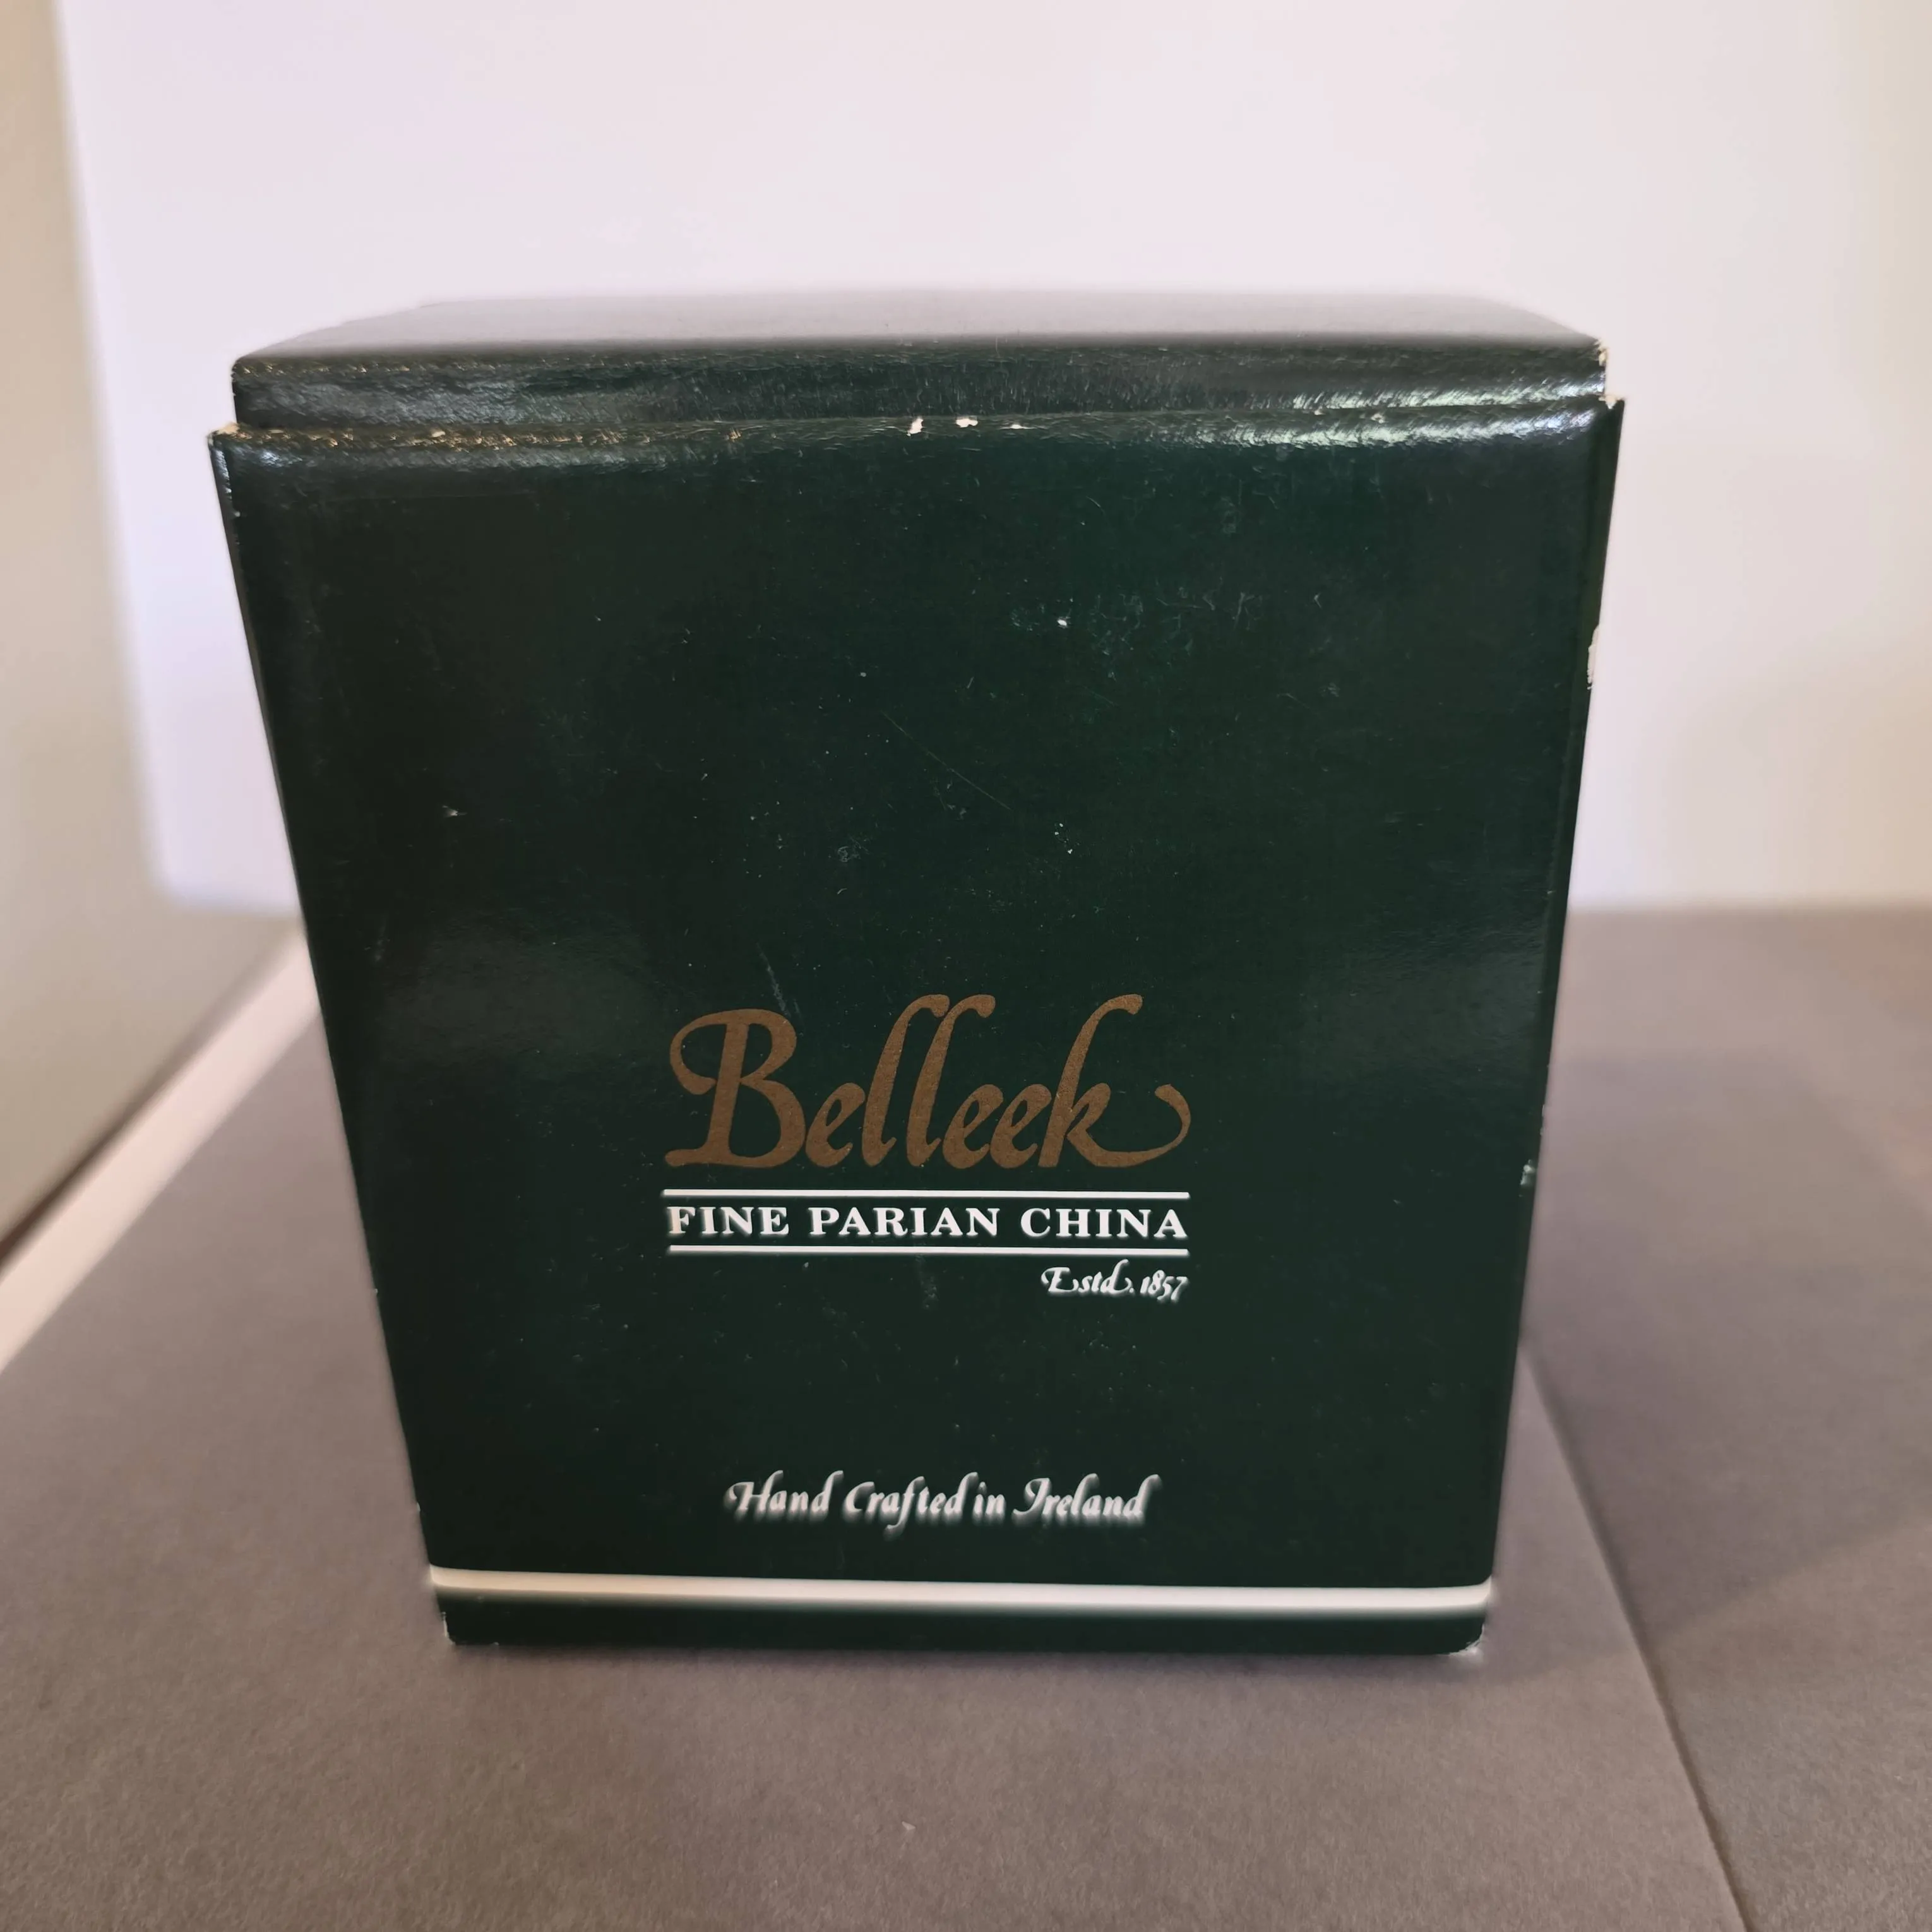 Belleek
FINE PARIAN CHINA
Estd. 1857
Hand Crafted in Ireland